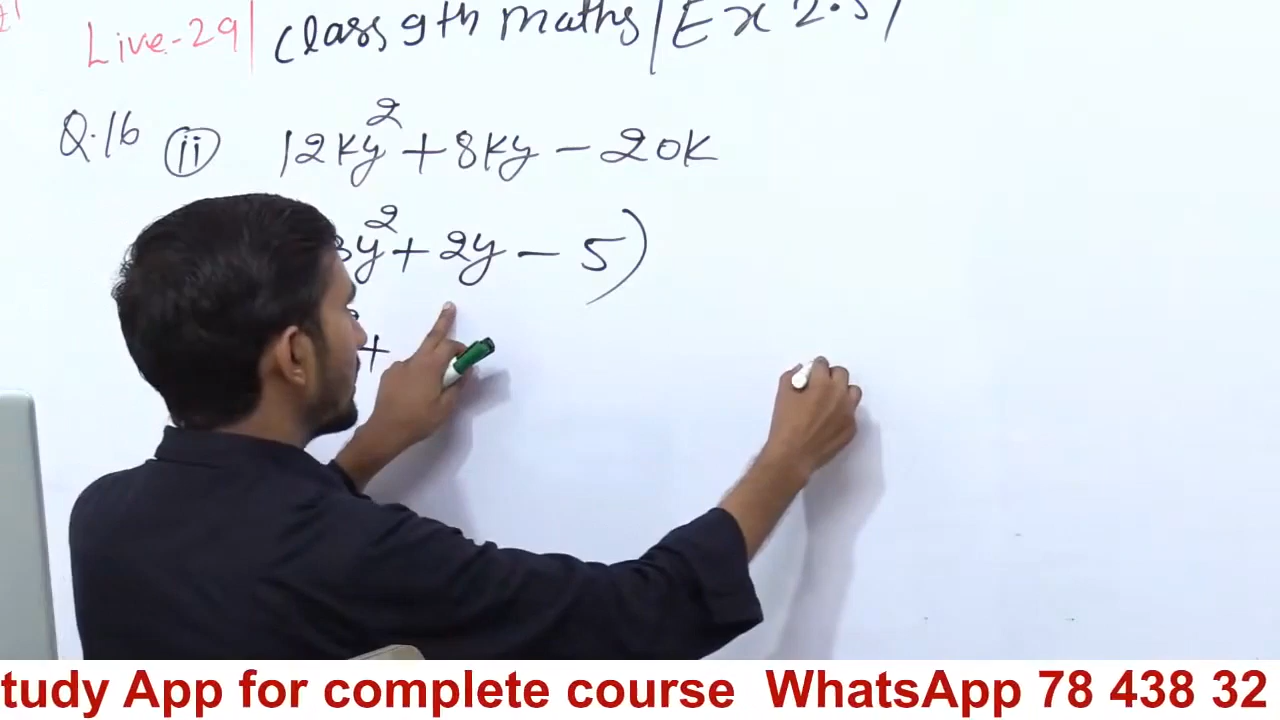 Live-29 | Class 9th Maths / Ex 2.5 /
Q.16 (ii) 12ky² + 8ky - 20k
3y² + 2y - 5)
+
tudy App for complete course WhatsApp 78 438 32